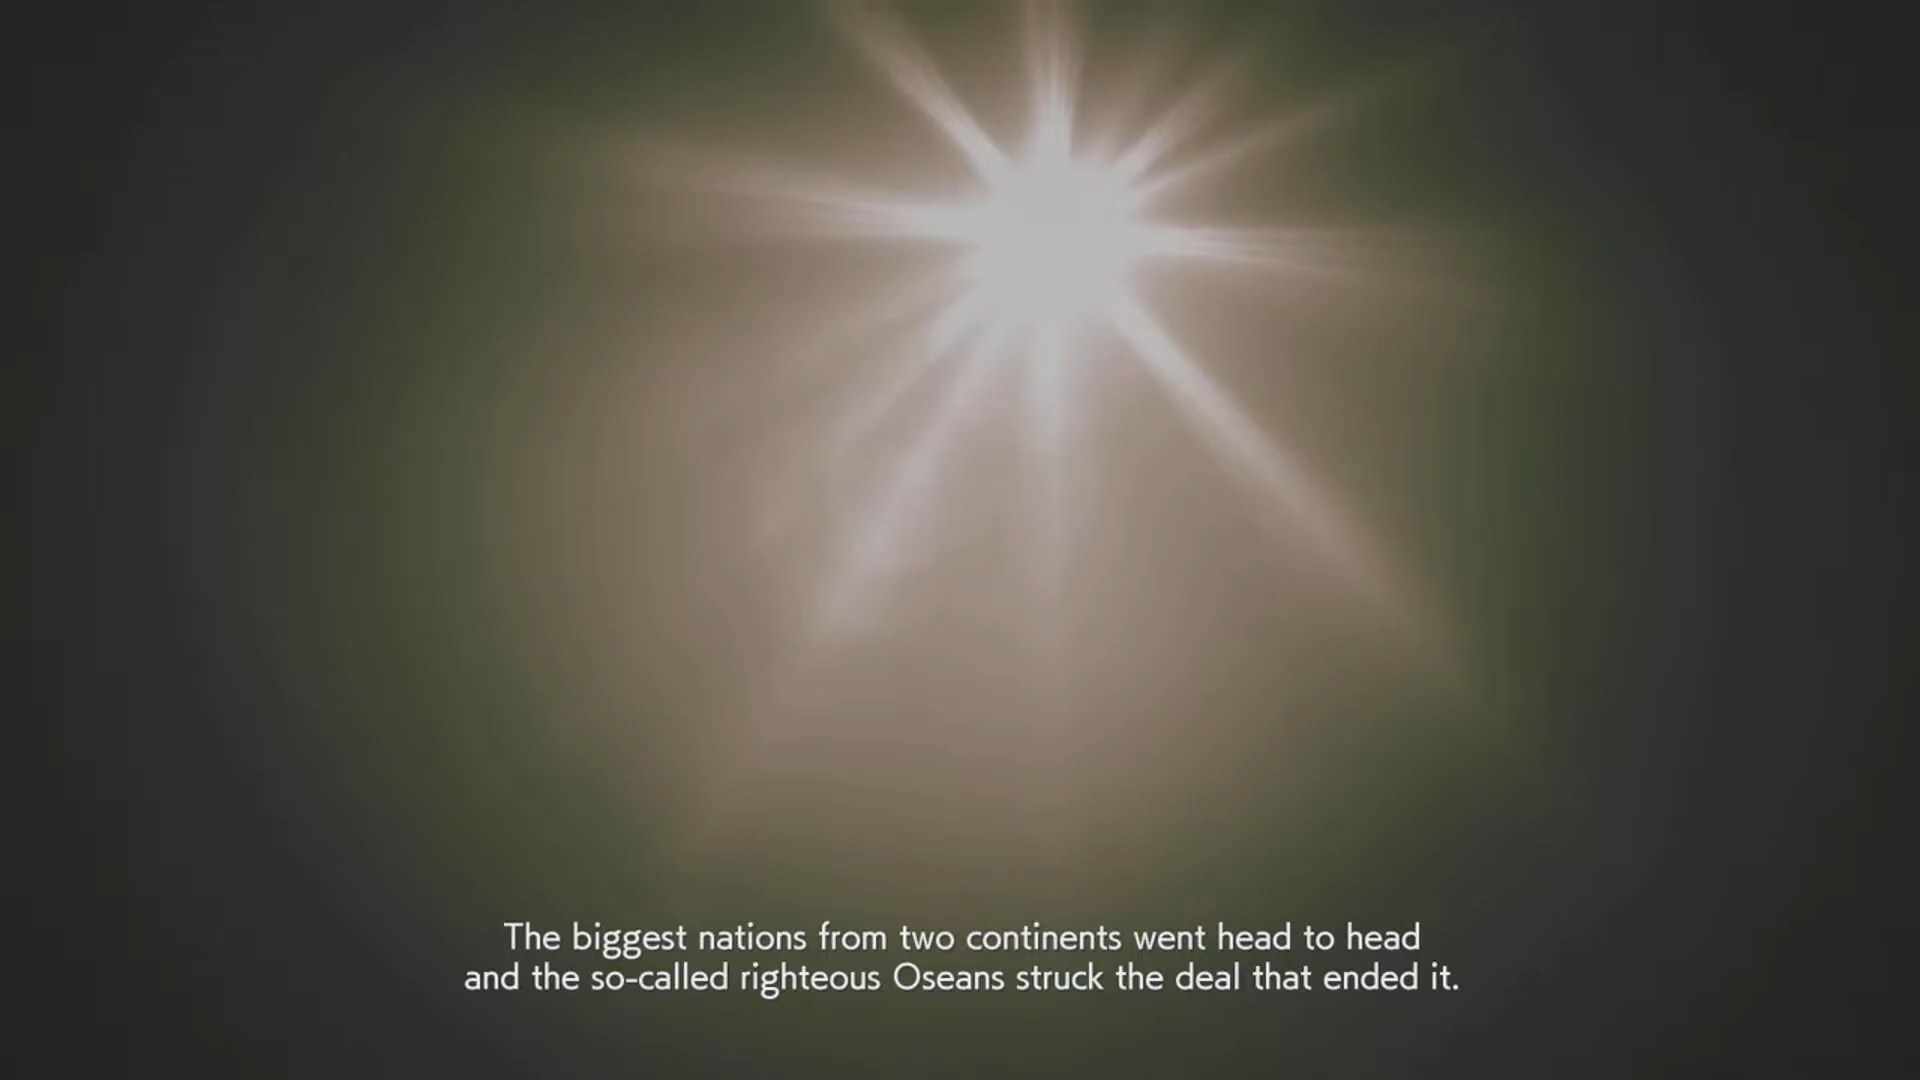 The biggest nations from two continents went head to head
and the so-called righteous Oseans struck the deal that ended it.